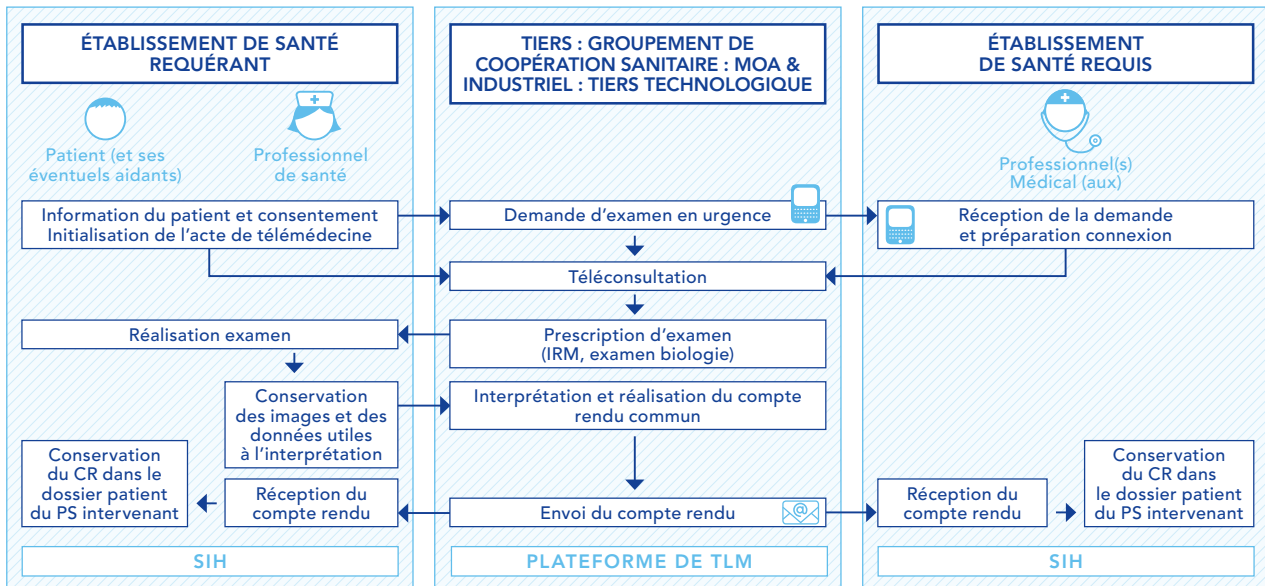 ÉTABLISSEMENT DE SANTÉ
REQUÉRANT
TIERS : GROUPEMENT DE
COOPÉRATION SANITAIRE : MOA &
INDUSTRIEL : TIERS TECHNOLOGIQUE
ÉTABLISSEMENT
DE SANTÉ REQUIS
Patient (et ses
éventuels aidants)
Professionnel
de santé
Professionnel(s)
Médical (aux)
Information du patient et consentement
Initialisation de l’acte de télémédecine
Demande d’examen en urgence
Réception de la demande
et préparation connexion
Téléconsultation
Réalisation examen
Prescription d’examen
(IRM, examen biologie)
Conservation
des images et des
données utiles
à l’interprétation
Interprétation et réalisation du compte
rendu commun
Conservation
du CR dans le
dossier patient
du PS intervenant
Réception du
compte rendu
Envoi du compte rendu
@
Réception du
compte rendu
Conservation
du CR dans
le dossier patient
du PS intervenant
SIH
PLATEFORME DE TLM
SIH